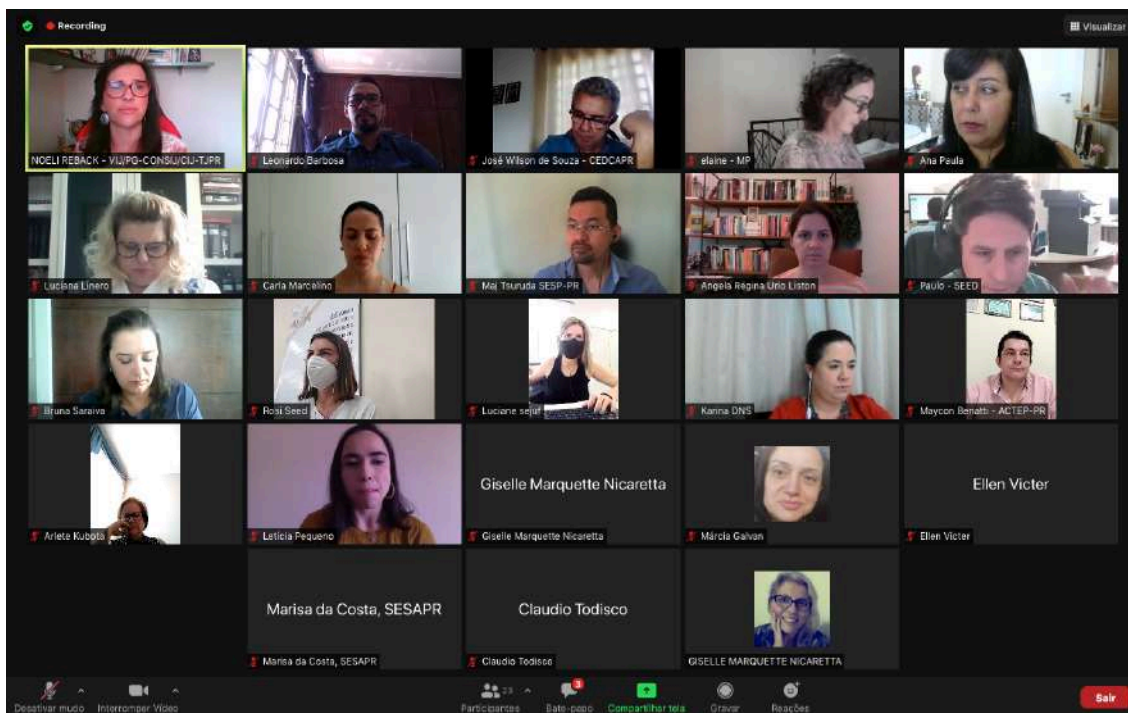 Recording
Visualizar
NOELI REBACK - VIJ/PG-CONSIJ/CIJ-TJPR
Leonardo Barbosa
José Wilson de Souza - CEDCAPR
elaine - MP
Ana Paula
Luciana Linero
Carla Marcelino
Maj Tsuruda SESP-PR
Angela Regina Urio Liston
Paulo - SEED
Bruna Saraiva
Rosi Seed
Luciane sejuf
Karina DNS
Maycon Benatti - ACTEP-PR
Arlete Kubota
Letícia Pequeno
Giselle Marquette Nicaretta
Giselle Marquette Nicaretta
Márcia Galvan
Ellen Victer
Ellen Victer
Marisa da Costa, SESAPR
Marisa da Costa, SESAPR
Claudio Todisco
Claudio Todisco
GISELLE MARQUETTE NICARETTA
Desativar mudo
Interromper Vídeo
23
Participantes
3
Bate-papo
Compartilhar tela
Gravar
Reações
Sair